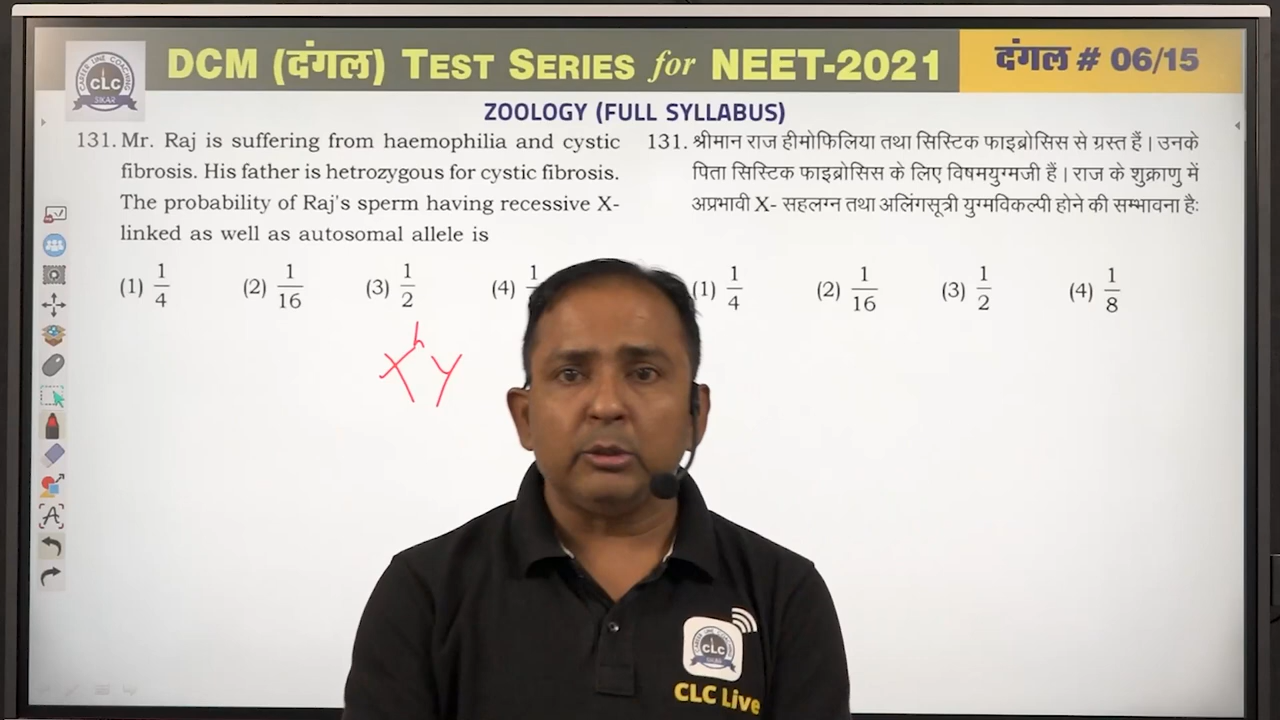 DCM (दंगल) TEST SERIES for NEET-2021
दंगल # 06/15
CLC
SIKAR
ZOOLOGY (FULL SYLLABUS)
131. Mr. Raj is suffering from haemophilia and cystic
fibrosis. His father is hetrozygous for cystic fibrosis.
The probability of Raj's sperm having recessive X-
linked as well as autosomal allele is
(1) 1/4 (2) 1/16 (3) 1/2 (4) 1
131. श्रीमान राज हीमोफिलिया तथा सिस्टिक फाइब्रोसिस से ग्रस्त हैं। उनके
पिता सिस्टिक फाइब्रोसिस के लिए विषमयुग्मजी हैं। राज के शुक्राणु में
अप्रभावी X- सहलग्न तथा अलिंगसूत्री युग्मविकल्पी होने की सम्भावना है:
(1) 1/4 (2) 1/16 (3) 1/2 (4) 1/8
XʰY
A
CLC
CLC Live